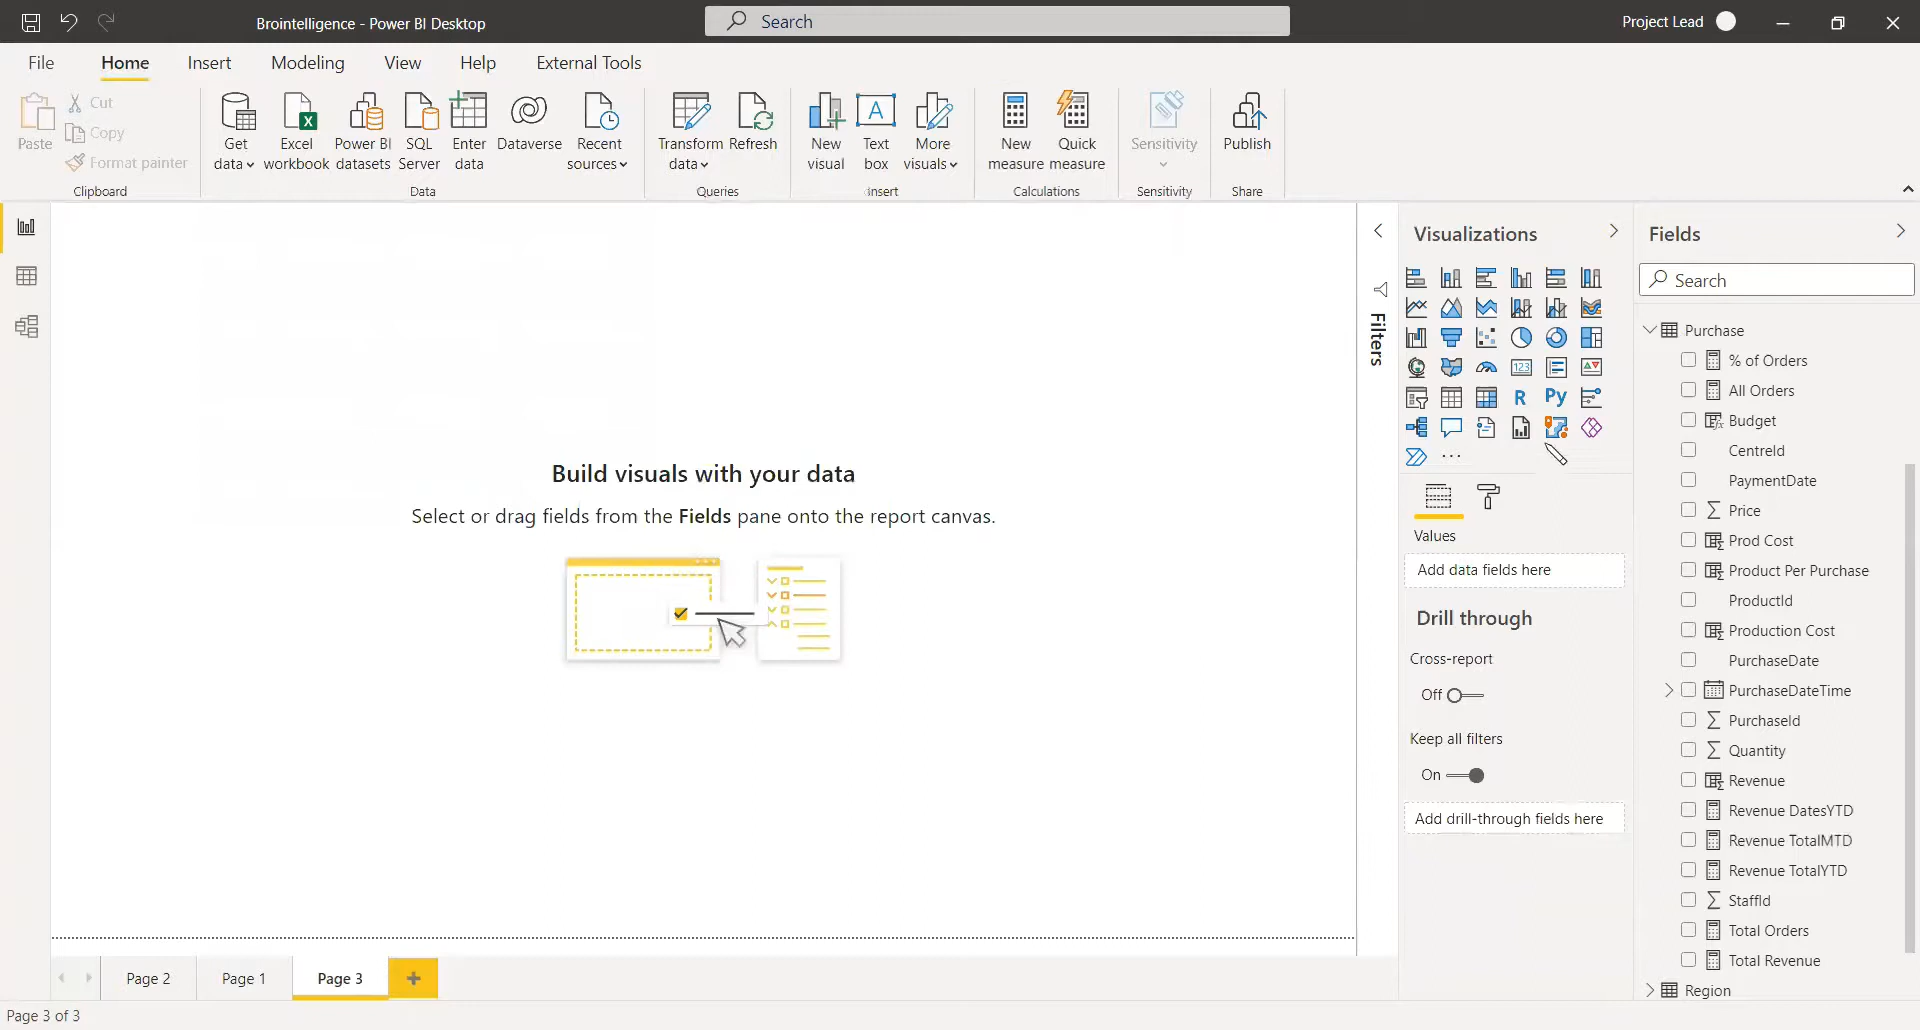 Brointelligence - Power BI Desktop
Search
Project Lead
File
Home
Insert
Modeling
View
Help
External Tools
Paste
Cut
Copy
Format painter
Clipboard
Get data
Excel workbook
Power BI datasets
SQL Server
Enter data
Dataverse
Recent sources
Data
Transform data
Refresh
Queries
New visual
Text box
A
More visuals
Insert
New measure
Quick measure
Calculations
Sensitivity
Sensitivity
Publish
Share
Build visuals with your data
Select or drag fields from the Fields pane onto the report canvas.
Filters
Visualizations
123
R
Py
...
Values
Add data fields here
Drill through
Cross-report
Off
Keep all filters
On
Add drill-through fields here
Fields
Search
Purchase
% of Orders
All Orders
Budget
CentreId
PaymentDate
Price
Prod Cost
Product Per Purchase
ProductId
Production Cost
PurchaseDate
PurchaseDateTime
PurchaseId
Quantity
Revenue
Revenue DatesYTD
Revenue TotalMTD
Revenue TotalYTD
StaffId
Total Orders
Total Revenue
Region
Page 2
Page 1
Page 3
Page 3 of 3